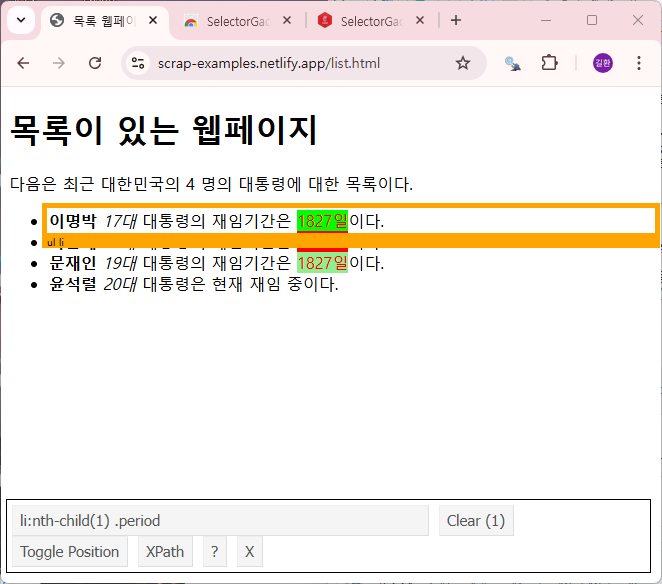 목록 웹페이
SelectorGad
SelectorGad
scrap-examples.netlify.app/list.html
길환
목록이 있는 웹페이지
다음은 최근 대한민국의 4 명의 대통령에 대한 목록이다.
이명박 17대 대통령의 재임기간은 1827일이다.
ul li
문재인 19대 대통령의 재임기간은 1827일이다.
윤석렬 20대 대통령은 현재 재임 중이다.
li:nth-child(1) .period
Clear (1)
Toggle Position XPath ? X